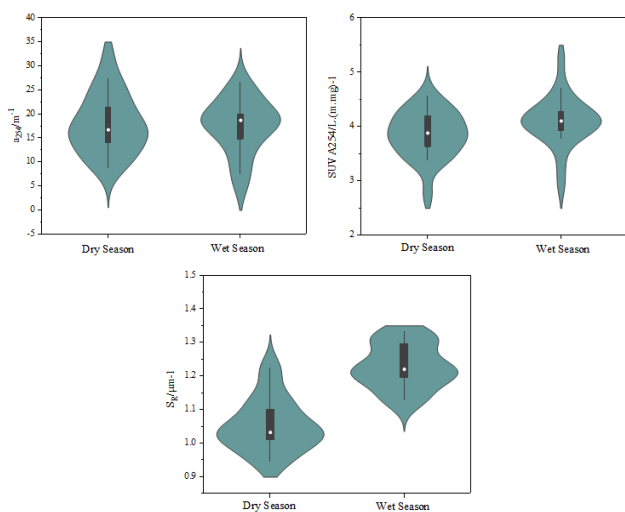 40
35
30
25
20
15
10
5
0
-5
a254/m-1
Dry Season
Wet Season
6
5
4
3
2
SUV A254/L.(m.mg)-1
Dry Season
Wet Season
1.5
1.4
1.3
1.2
1.1
1.0
0.9
SR/μm-1
Dry Season
Wet Season